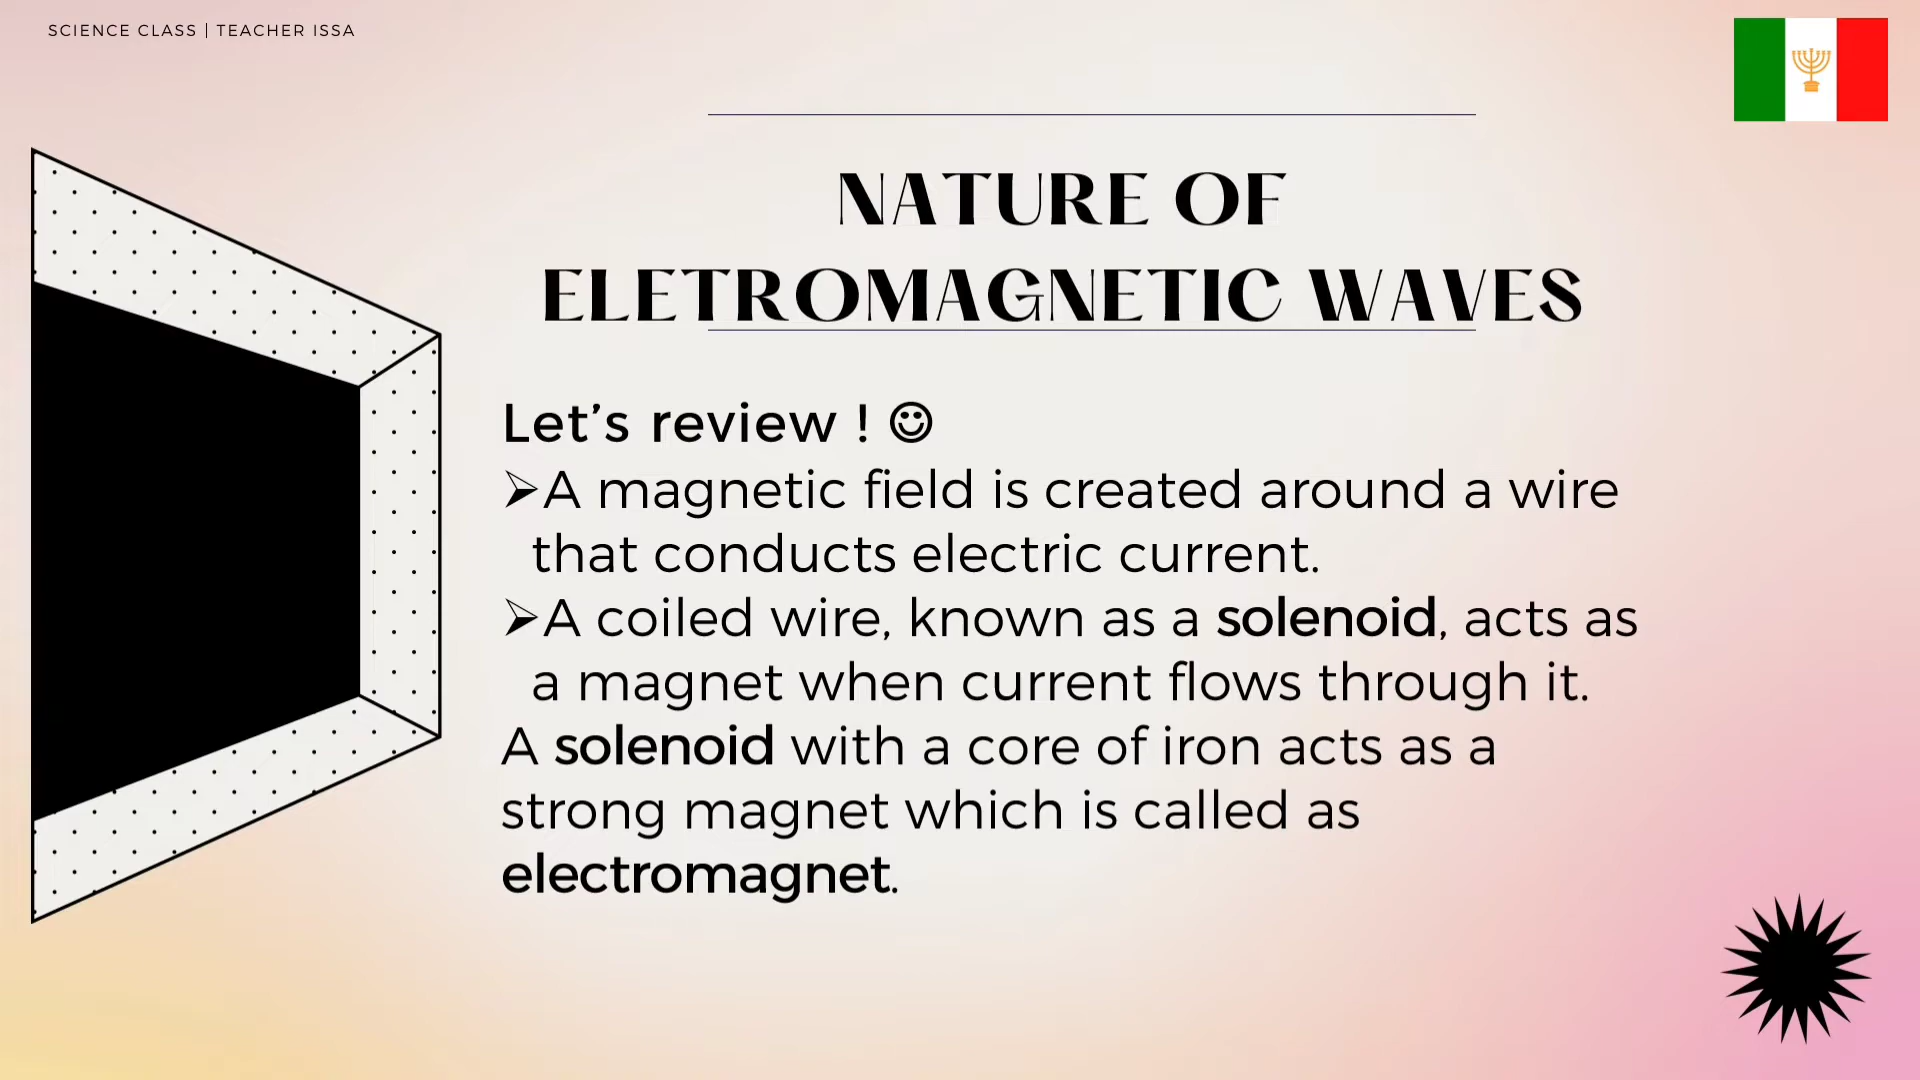 SCIENCE CLASS | TEACHER ISSA
NATURE OF
ELETROMAGNETIC WAVES
Let’s review ! ☺
➢A magnetic field is created around a wire
that conducts electric current.
➢A coiled wire, known as a solenoid, acts as
a magnet when current flows through it.
A solenoid with a core of iron acts as a
strong magnet which is called as
electromagnet.